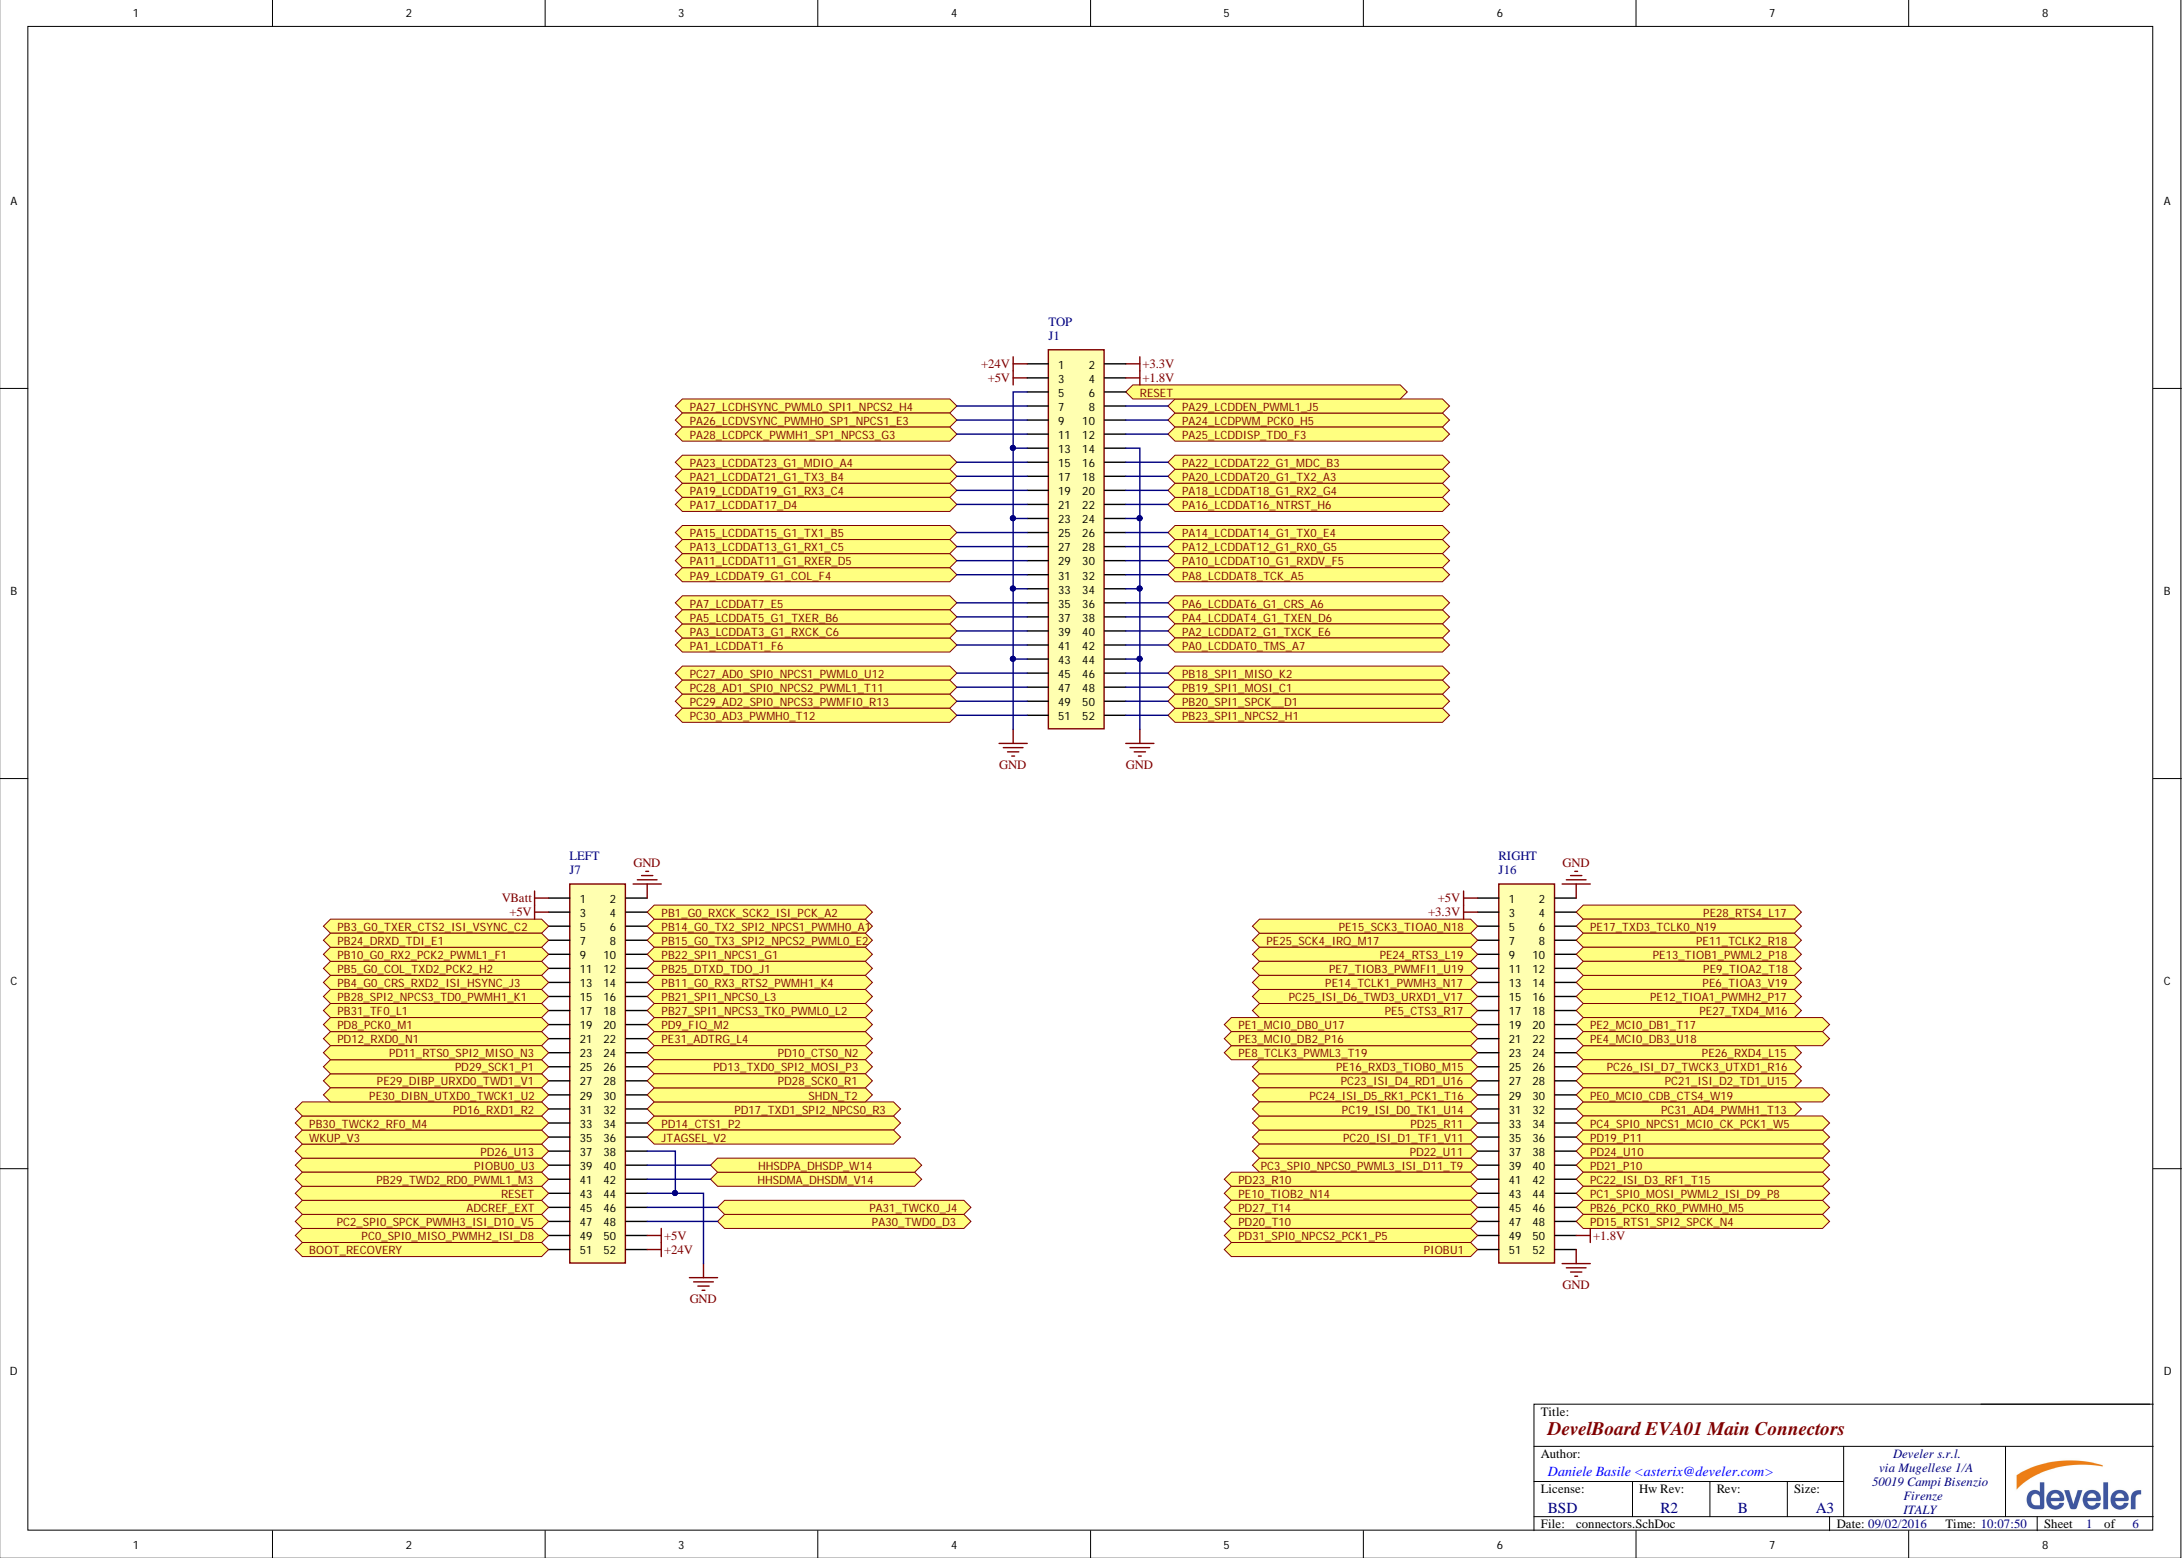 1 2 3 4 5 6 7 8
A A
TOP
J1
+24V 1 2 +3.3V
+5V 3 4 +1.8V
5 6 RESET
PA27_LCDHSYNC_PWML0_SPI1_NPCS2_H4 7 8 PA29_LCDDEN_PWML1_J5
PA26_LCDVSYNC_PWMH0_SP1_NPCS1_E3 9 10 PA24_LCDPWM_PCK0_H5
PA28_LCDPCK_PWMH1_SP1_NPCS3_G3 11 12 PA25_LCDDISP_TD0_F3
13 14
PA23_LCDDAT23_G1_MDIO_A4 15 16 PA22_LCDDAT22_G1_MDC_B3
PA21_LCDDAT21_G1_TX3_B4 17 18 PA20_LCDDAT20_G1_TX2_A3
PA19_LCDDAT19_G1_RX3_C4 19 20 PA18_LCDDAT18_G1_RX2_G4
PA17_LCDDAT17_D4 21 22 PA16_LCDDAT16_NTRST_H6
23 24
PA15_LCDDAT15_G1_TX1_B5 25 26 PA14_LCDDAT14_G1_TX0_E4
PA13_LCDDAT13_G1_RX1_C5 27 28 PA12_LCDDAT12_G1_RX0_G5
PA11_LCDDAT11_G1_RXER_D5 29 30 PA10_LCDDAT10_G1_RXDV_F5
PA9_LCDDAT9_G1_COL_F4 31 32 PA8_LCDDAT8_TCK_A5
B 33 34 B
PA7_LCDDAT7_E5 35 36 PA6_LCDDAT6_G1_CRS_A6
PA5_LCDDAT5_G1_TXER_B6 37 38 PA4_LCDDAT4_G1_TXEN_D6
PA3_LCDDAT3_G1_RXCK_C6 39 40 PA2_LCDDAT2_G1_TXCK_E6
PA1_LCDDAT1_F6 41 42 PA0_LCDDAT0_TMS_A7
43 44
PC27_AD0_SPI0_NPCS1_PWML0_U12 45 46 PB18_SPI1_MISO_K2
PC28_AD1_SPI0_NPCS2_PWML1_T11 47 48 PB19_SPI1_MOSI_C1
PC29_AD2_SPI0_NPCS3_PWMFI0_R13 49 50 PB20_SPI1_SPCK__D1
PC30_AD3_PWMH0_T12 51 52 PB23_SPI1_NPCS2_H1
GND GND
LEFT
J7 GND
VBatt 1 2
+5V 3 4 PB1_G0_RXCK_SCK2_ISI_PCK_A2
PB3_G0_TXER_CTS2_ISI_VSYNC_C2 5 6 PB14_G0_TX2_SPI2_NPCS1_PWMH0_A1
PB24_DRXD_TDI_E1 7 8 PB15_G0_TX3_SPI2_NPCS2_PWML0_E2
PB10_G0_RX2_PCK2_PWML1_F1 9 10 PB22_SPI1_NPCS1_G1
PB5_G0_COL_TXD2_PCK2_H2 11 12 PB25_DTXD_TDO_J1
PB4_G0_CRS_RXD2_ISI_HSYNC_J3 13 14 PB11_G0_RX3_RTS2_PWMH1_K4
PB28_SPI2_NPCS3_TD0_PWMH1_K1 15 16 PB21_SPI1_NPCS0_L3
PB31_TF0_L1 17 18 PB27_SPI1_NPCS3_TK0_PWML0_L2
PD8_PCK0_M1 19 20 PD9_FIQ_M2
PD12_RXD0_N1 21 22 PE31_ADTRG_L4
PD11_RTS0_SPI2_MISO_N3 23 24 PD10_CTS0_N2
PD29_SCK1_P1 25 26 PD13_TXD0_SPI2_MOSI_P3
PE29_DIBP_URXD0_TWD1_V1 27 28 PD28_SCK0_R1
PE30_DIBN_UTXD0_TWCK1_U2 29 30 SHDN_T2
PD16_RXD1_R2 31 32 PD17_TXD1_SPI2_NPCS0_R3
PB30_TWCK2_RF0_M4 33 34 PD14_CTS1_P2
WKUP_V3 35 36 JTAGSEL_V2
PD26_U13 37 38
PIOBU0_U3 39 40 HHSDPA_DHSDP_W14
PB29_TWD2_RD0_PWML1_M3 41 42 HHSDMA_DHSDM_V14
RESET 43 44
ADCREF_EXT 45 46 PA31_TWCK0_J4
PC2_SPI0_SPCK_PWMH3_ISI_D10_V5 47 48 PA30_TWD0_D3
PC0_SPI0_MISO_PWMH2_ISI_D8 49 50 +5V
BOOT_RECOVERY 51 52 +24V
GND
RIGHT
J16 GND
+5V 1 2
+3.3V 3 4 PE28_RTS4_L17
PE15_SCK3_TIOA0_N18 5 6 PE17_TXD3_TCLK0_N19
PE25_SCK4_IRQ_M17 7 8 PE11_TCLK2_R18
PE24_RTS3_L19 9 10 PE13_TIOB1_PWML2_P18
PE7_TIOB3_PWMFI1_U19 11 12 PE9_TIOA2_T18
PE14_TCLK1_PWMH3_N17 13 14 PE6_TIOA3_V19
PC25_ISI_D6_TWD3_URXD1_V17 15 16 PE12_TIOA1_PWMH2_P17
PE5_CTS3_R17 17 18 PE27_TXD4_M16
PE1_MCI0_DB0_U17 19 20 PE2_MCI0_DB1_T17
PE3_MCI0_DB2_P16 21 22 PE4_MCI0_DB3_U18
PE8_TCLK3_PWML3_T19 23 24 PE26_RXD4_L15
PE16_RXD3_TIOB0_M15 25 26 PC26_ISI_D7_TWCK3_UTXD1_R16
PC23_ISI_D4_RD1_U16 27 28 PC21_ISI_D2_TD1_U15
PC24_ISI_D5_RK1_PCK1_T16 29 30 PE0_MCI0_CDB_CTS4_W19
PC19_ISI_D0_TK1_U14 31 32 PC31_AD4_PWMH1_T13
PD25_R11 33 34 PC4_SPI0_NPCS1_MCI0_CK_PCK1_W5
PC20_ISI_D1_TF1_V11 35 36 PD19_P11
PD22_U11 37 38 PD24_U10
PC3_SPI0_NPCS0_PWML3_ISI_D11_T9 39 40 PD21_P10
PD23_R10 41 42 PC22_ISI_D3_RF1_T15
PE10_TIOB2_N14 43 44 PC1_SPI0_MOSI_PWML2_ISI_D9_P8
PD27_T14 45 46 PB26_PCK0_RK0_PWMH0_M5
PD20_T10 47 48 PD15_RTS1_SPI2_SPCK_N4
PD31_SPI0_NPCS2_PCK1_P5 49 50 +1.8V
PIOBU1 51 52
GND
C C
D D
Title:
DevelBoard EVA01 Main Connectors
Author:
Daniele Basile <asterix@develer.com>
License: Hw Rev: Rev: Size:
BSD R2 B A3
Develer s.r.l.
via Mugellese 1/A
50019 Campi Bisenzio
Firenze
ITALY
develer
File: connectors.SchDoc Date: 09/02/2016 Time: 10:07:50 Sheet 1 of 6
1 2 3 4 5 6 7 8